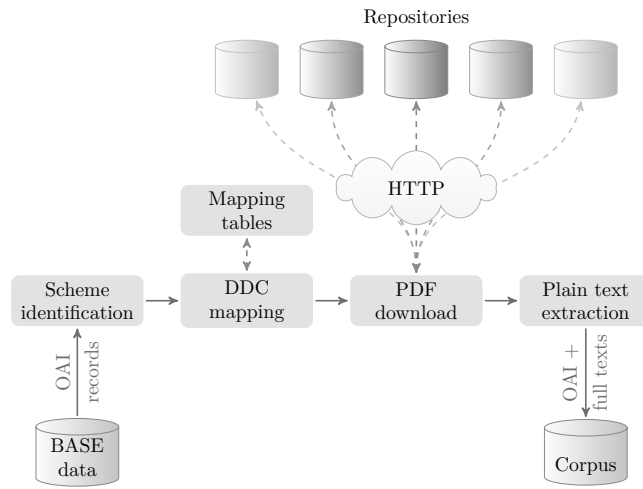 Repositories
HTTP
Mapping
tables
Scheme
identification
DDC
mapping
PDF
download
Plain text
extraction
OAI
records
OAI +
full texts
BASE
data
Corpus